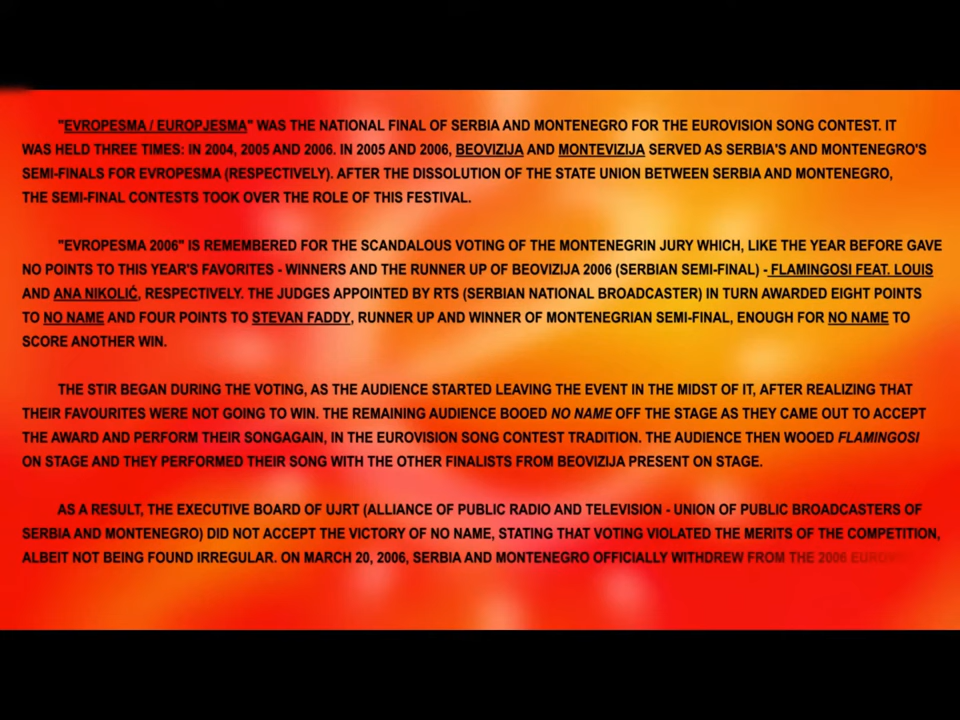 "EVROPESMA / EUROPJESMA" WAS THE NATIONAL FINAL OF SERBIA AND MONTENEGRO FOR THE EUROVISION SONG CONTEST. IT
WAS HELD THREE TIMES: IN 2004, 2005 AND 2006. IN 2005 AND 2006, BEOVIZIJA AND MONTEVIZIJA SERVED AS SERBIA'S AND MONTENEGRO'S
SEMI-FINALS FOR EVROPESMA (RESPECTIVELY). AFTER THE DISSOLUTION OF THE STATE UNION BETWEEN SERBIA AND MONTENEGRO,
THE SEMI-FINAL CONTESTS TOOK OVER THE ROLE OF THIS FESTIVAL.
"EVROPESMA 2006" IS REMEMBERED FOR THE SCANDALOUS VOTING OF THE MONTENEGRIN JURY WHICH, LIKE THE YEAR BEFORE GAVE
NO POINTS TO THIS YEAR'S FAVORITES - WINNERS AND THE RUNNER UP OF BEOVIZIJA 2006 (SERBIAN SEMI-FINAL) - FLAMINGOSI FEAT. LOUIS
AND ANA NIKOLIĆ, RESPECTIVELY. THE JUDGES APPOINTED BY RTS (SERBIAN NATIONAL BROADCASTER) IN TURN AWARDED EIGHT POINTS
TO NO NAME AND FOUR POINTS TO STEVAN FADDY, RUNNER UP AND WINNER OF MONTENEGRIAN SEMI-FINAL, ENOUGH FOR NO NAME TO
SCORE ANOTHER WIN.
THE STIR BEGAN DURING THE VOTING, AS THE AUDIENCE STARTED LEAVING THE EVENT IN THE MIDST OF IT, AFTER REALIZING THAT
THEIR FAVOURITES WERE NOT GOING TO WIN. THE REMAINING AUDIENCE BOOED NO NAME OFF THE STAGE AS THEY CAME OUT TO ACCEPT
THE AWARD AND PERFORM THEIR SONGAGAIN, IN THE EUROVISION SONG CONTEST TRADITION. THE AUDIENCE THEN WOOED FLAMINGOSI
ON STAGE AND THEY PERFORMED THEIR SONG WITH THE OTHER FINALISTS FROM BEOVIZIJA PRESENT ON STAGE.
AS A RESULT, THE EXECUTIVE BOARD OF UJRT (ALLIANCE OF PUBLIC RADIO AND TELEVISION - UNION OF PUBLIC BROADCASTERS OF
SERBIA AND MONTENEGRO) DID NOT ACCEPT THE VICTORY OF NO NAME, STATING THAT VOTING VIOLATED THE MERITS OF THE COMPETITION,
ALBEIT NOT BEING FOUND IRREGULAR. ON MARCH 20, 2006, SERBIA AND MONTENEGRO OFFICIALLY WITHDREW FROM THE 2006